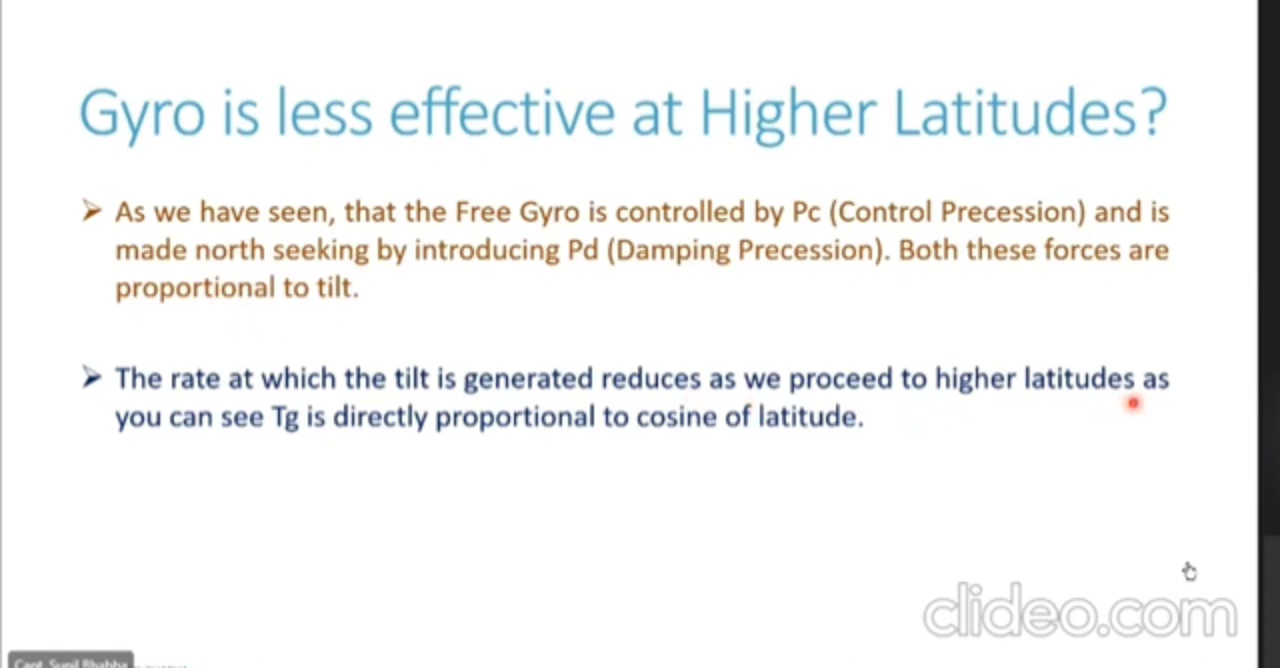 Gyro is less effective at Higher Latitudes?
➢ As we have seen, that the Free Gyro is controlled by Pc (Control Precession) and is
made north seeking by introducing Pd (Damping Precession). Both these forces are
proportional to tilt.
➢ The rate at which the tilt is generated reduces as we proceed to higher latitudes as
you can see Tg is directly proportional to cosine of latitude.
clideo.com
Capt. Sunil Bhabha